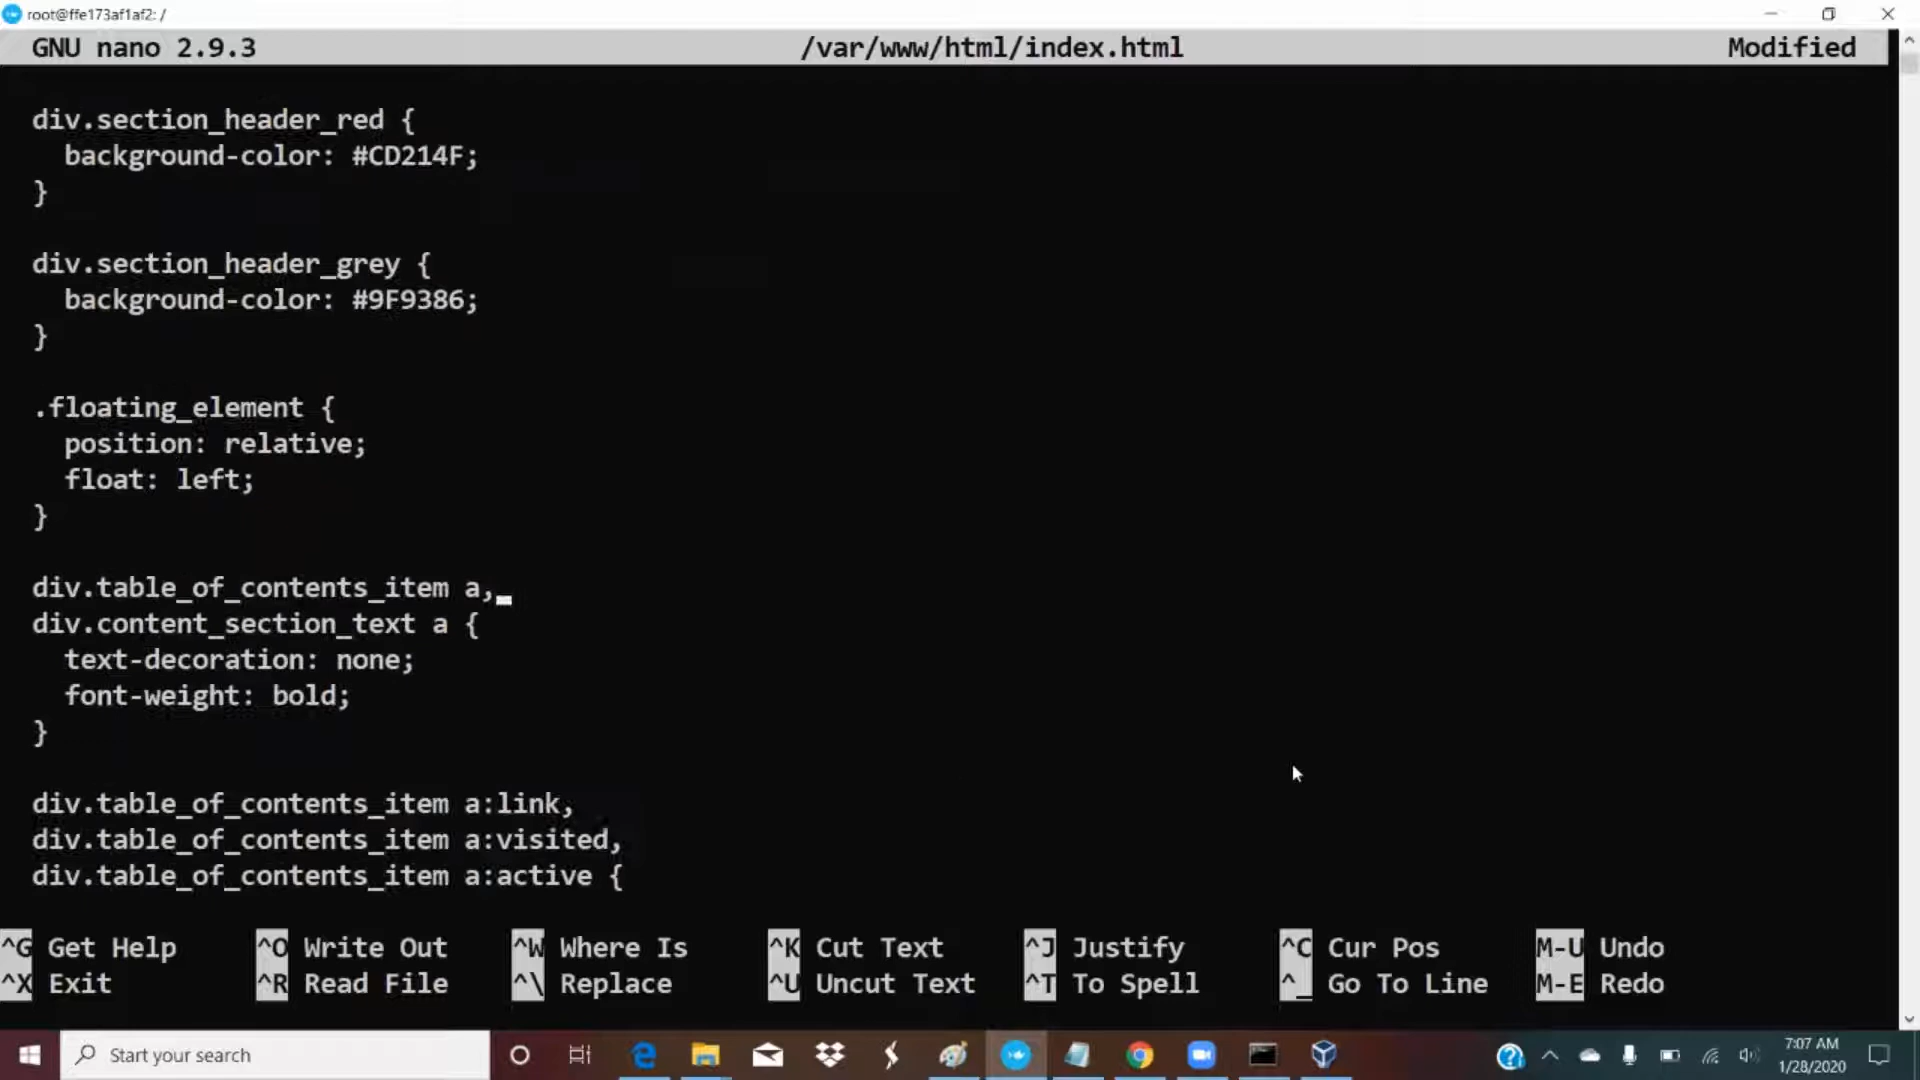 root@ffe173af1af2: /
GNU nano 2.9.3 /var/www/html/index.html Modified
div.section_header_red {
background-color: #CD214F;
}
div.section_header_grey {
background-color: #9F9386;
}
.floating_element {
position: relative;
float: left;
}
div.table_of_contents_item a,
div.content_section_text a {
text-decoration: none;
font-weight: bold;
}
div.table_of_contents_item a:link,
div.table_of_contents_item a:visited,
div.table_of_contents_item a:active {
^G Get Help ^O Write Out ^W Where Is ^K Cut Text ^J Justify ^C Cur Pos M-U Undo
^X Exit ^R Read File ^\ Replace ^U Uncut Text ^T To Spell ^_ Go To Line M-E Redo
Start your search
7:07 AM
1/28/2020